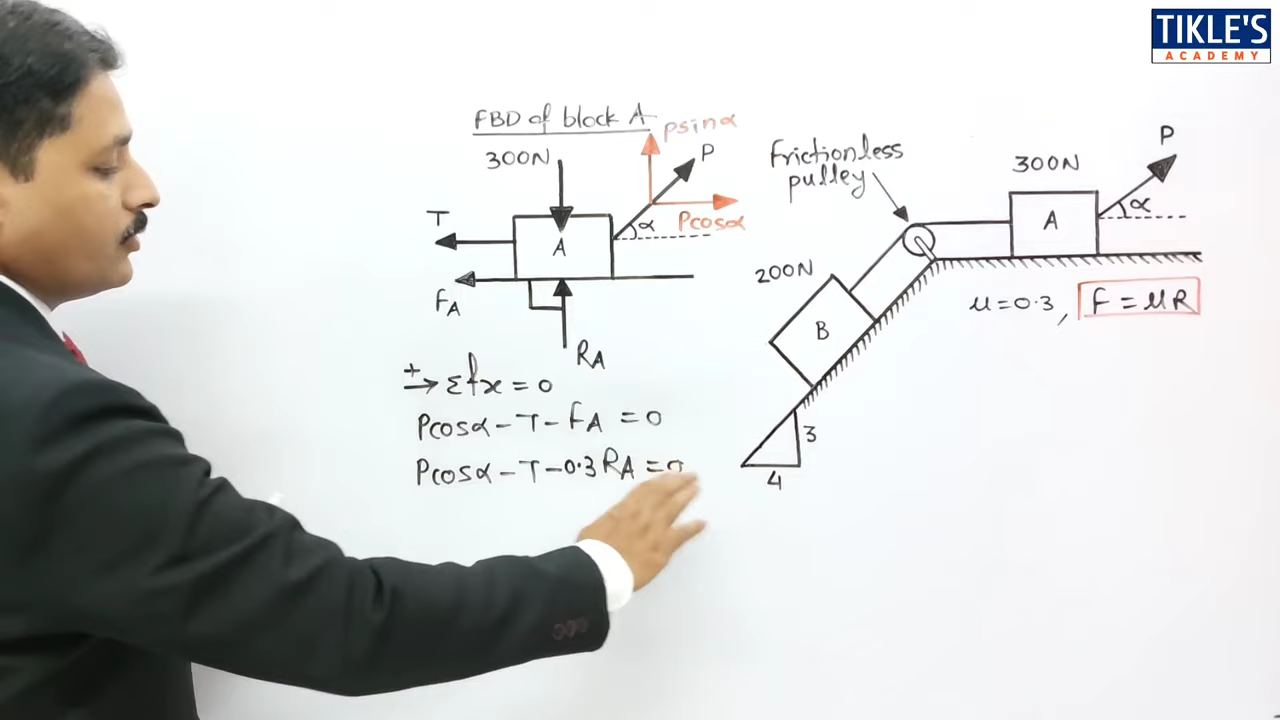 TIKLE'S
ACADEMY
FBD of block A
Psinα
300N
P
T
α
Pcosα
A
FA
RA
+→ Σfx = 0
Pcosα - T - FA = 0
Pcosα - T - 0.3 RA = 0
Frictionless
pulley
300N
P
A
α
200N
B
μ=0.3, F = μR
3
4